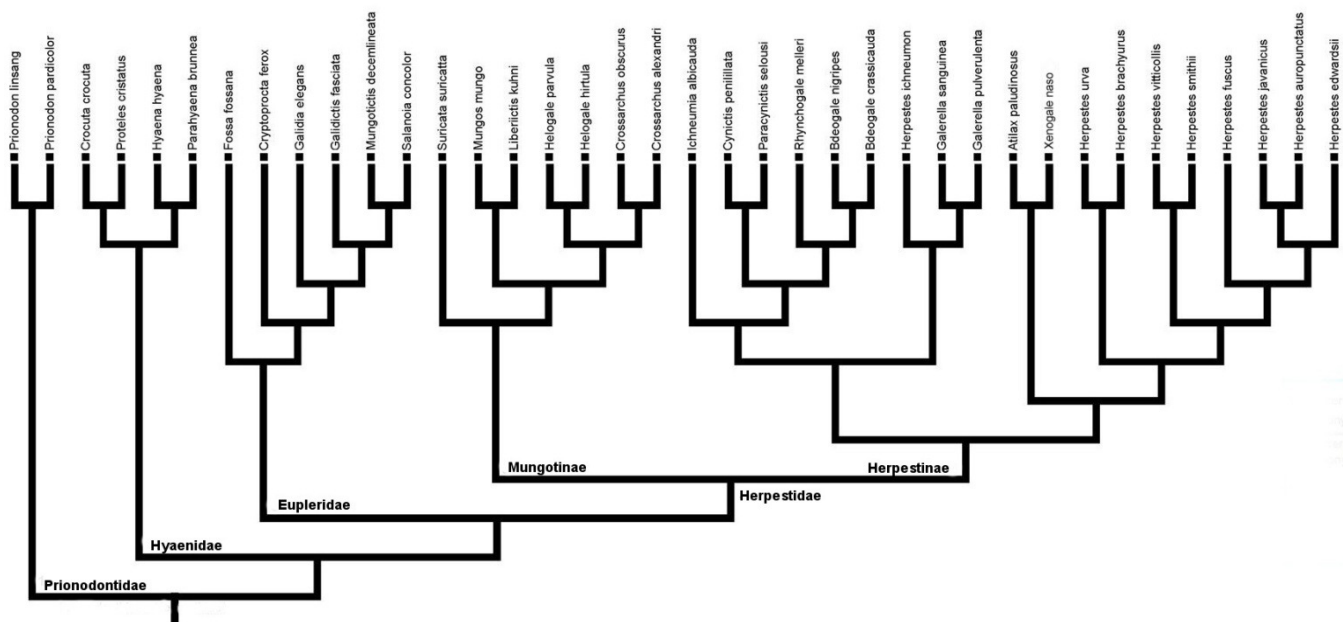 Prionodon linsang
Prionodon pardicolor
Crocuta crocuta
Proteles cristatus
Hyaena hyaena
Parahyaena brunnea
Fossa fossana
Cryptoprocta ferox
Galidia elegans
Galidictis fasciata
Mungotictis decemlineata
Salanoia concolor
Suricata suricatta
Mungos mungo
Liberiictis kuhni
Helogale parvula
Helogale hirtula
Crossarchus obscurus
Crossarchus alexandri
Ichneumia albicauda
Cynictis penilillata
Paracynictis selousi
Rhynchogale melleri
Bdeogale nigripes
Bdeogale crassicauda
Herpestes ichneumon
Galerella sanguinea
Galerella pulverulenta
Atilax paludinosus
Xenogale naso
Herpestes urva
Herpestes brachyurus
Herpestes vitticollis
Herpestes smithii
Herpestes fuscus
Herpestes javanicus
Herpestes auropunctatus
Herpestes edwardsii
Mungotinae
Herpestinae
Eupleridae
Herpestidae
Hyaenidae
Prionodontidae